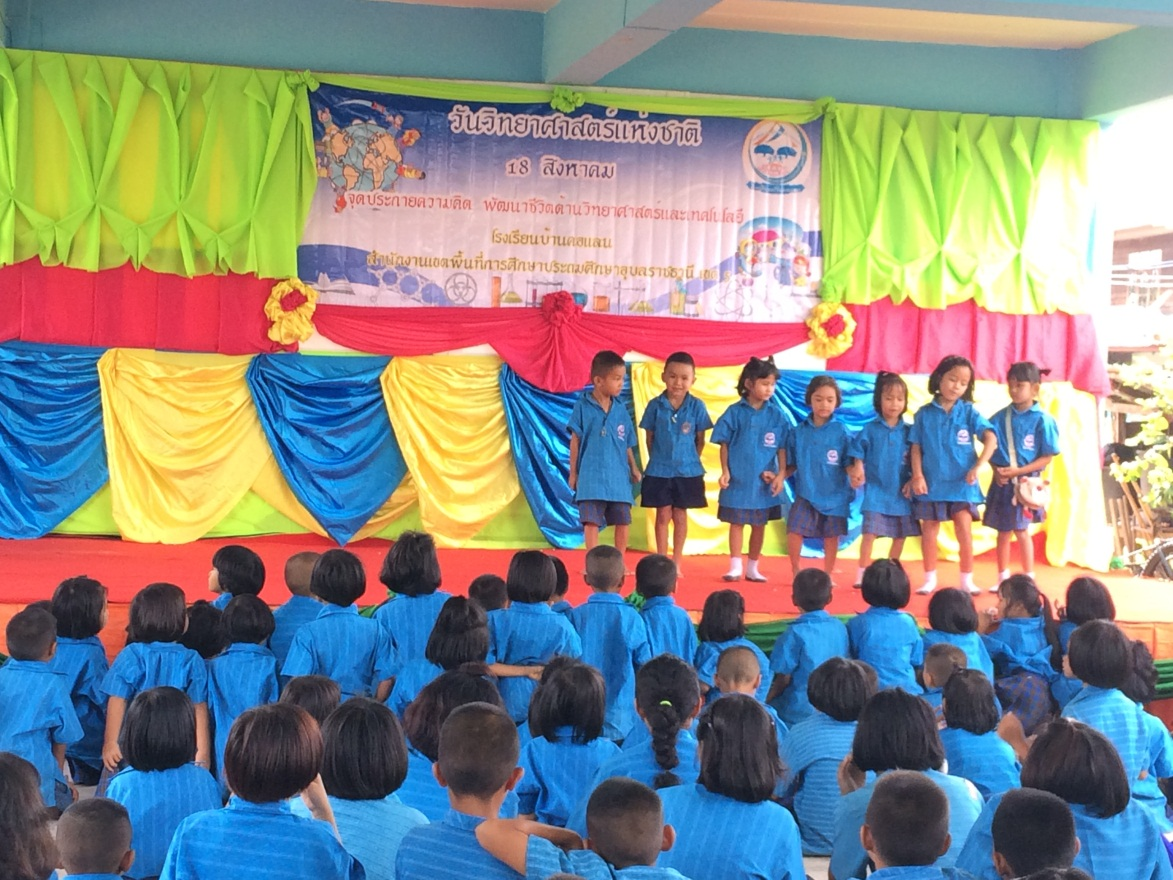 วันวิทยาศาสตร์แห่งชาติ
18 สิงหาคม
จุดประกายความคิด พัฒนาชีวิตด้านวิทยาศาสตร์และเทคโนโลยี
โรงเรียนบ้านคอแลน
สำนักงานเขตพื้นที่การศึกษาประถมศึกษาอุบลราชธานี เขต